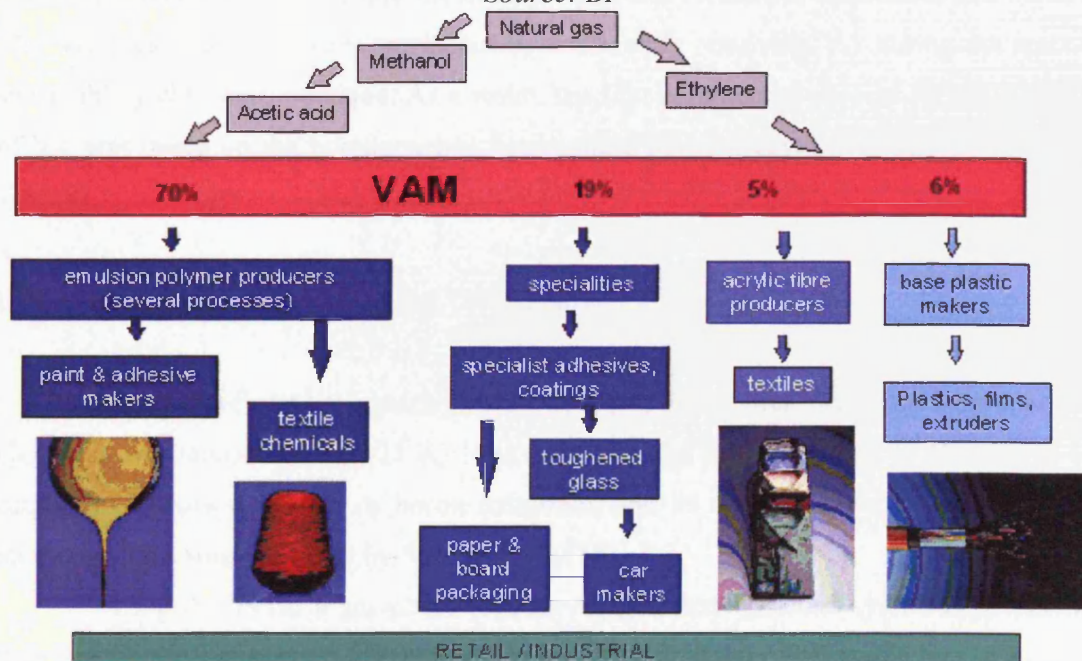 Source: BP
Natural gas
Methanol
Ethylene
Acetic acid
70% VAM 19% 5% 6%
emulsion polymer producers
(several processes)
specialities
acrylic fibre
producers
base plastic
makers
paint & adhesive
makers
textile
chemicals
specialist adhesives,
coatings
textiles
Plastics, films,
extruders
toughened
glass
paper &
board
packaging
car
makers
RETAIL /INDUSTRIAL